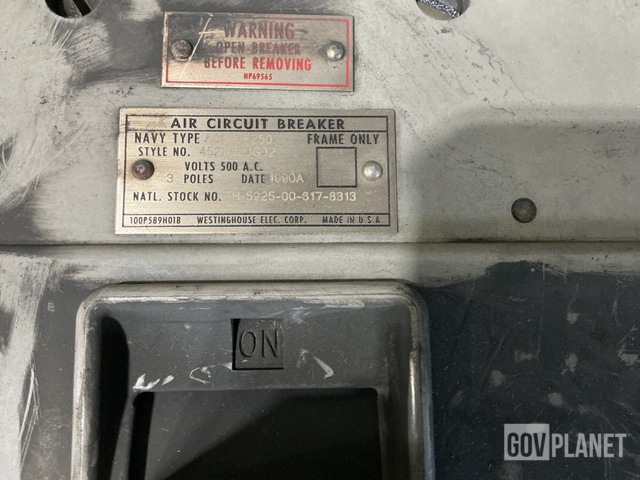 WARNING
OPEN BREAKER
BEFORE REMOVING
NP69565
AIR CIRCUIT BREAKER
NAVY TYPE FRAME ONLY
STYLE NO.
VOLTS 500 A.C.
3 POLES DATE 1990A
NATL. STOCK NO. 5925-00-617-8313
100P589H01B WESTINGHOUSE ELEC. CORP. MADE IN U.S.A.
ON
GOVPLANET